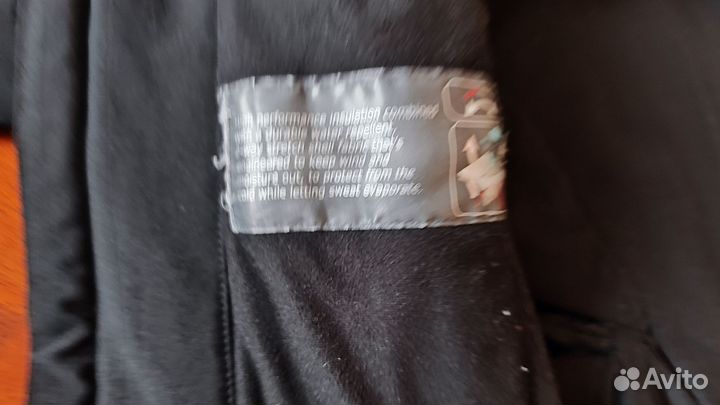 High performance insulation combined
with a durable water repellent,
way stretch shell fabric that's
engineered to keep wind and
moisture out, to protect from the
cold while letting sweat evaporate.
Avito